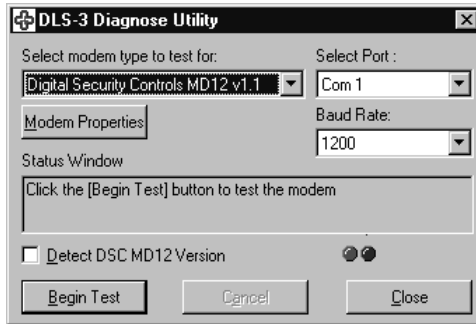 DLS-3 Diagnose Utility
Select modem type to test for:
Select Port :
Digital Security Controls MD12 v1.1
Com 1
Modem Properties
Baud Rate:
1200
Status Window
Click the [Begin Test] button to test the modem
Detect DSC MD12 Version
Begin Test
Cancel
Close